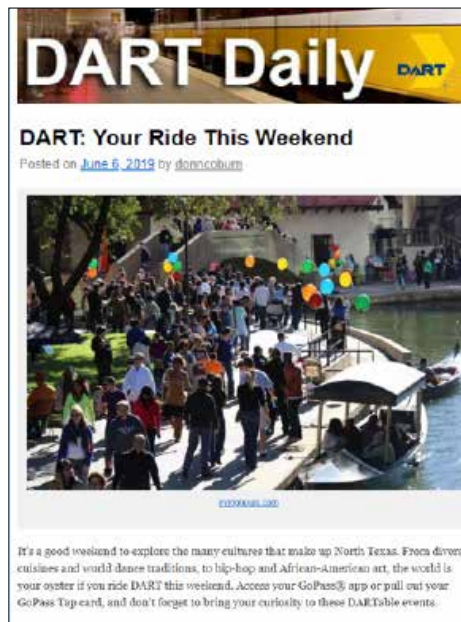 DART Daily
DART
DART: Your Ride This Weekend
Posted on June 6, 2019 by donncoburn
It's a good weekend to explore the many cultures that make up North Texas. From divers
cuisines and world dance traditions, to hip-hop and African-American art, the world is
your oyster if you ride DART this weekend. Access your GoPass® app or pull out your
GoPass Tap card, and don't forget to bring your curiosity to these DARTable events.